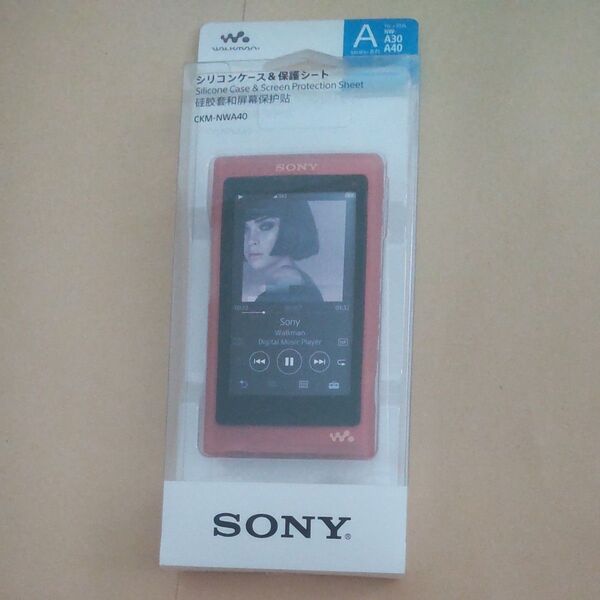 WALKMAN
A
NW-
A30
A40
シリコンケース&保護シート
Silicone Case & Screen Protection Sheet
硅胶套和屏幕保护贴
CKM-NWA40
SONY
Sony
Walkman
Digital Music Player
SONY